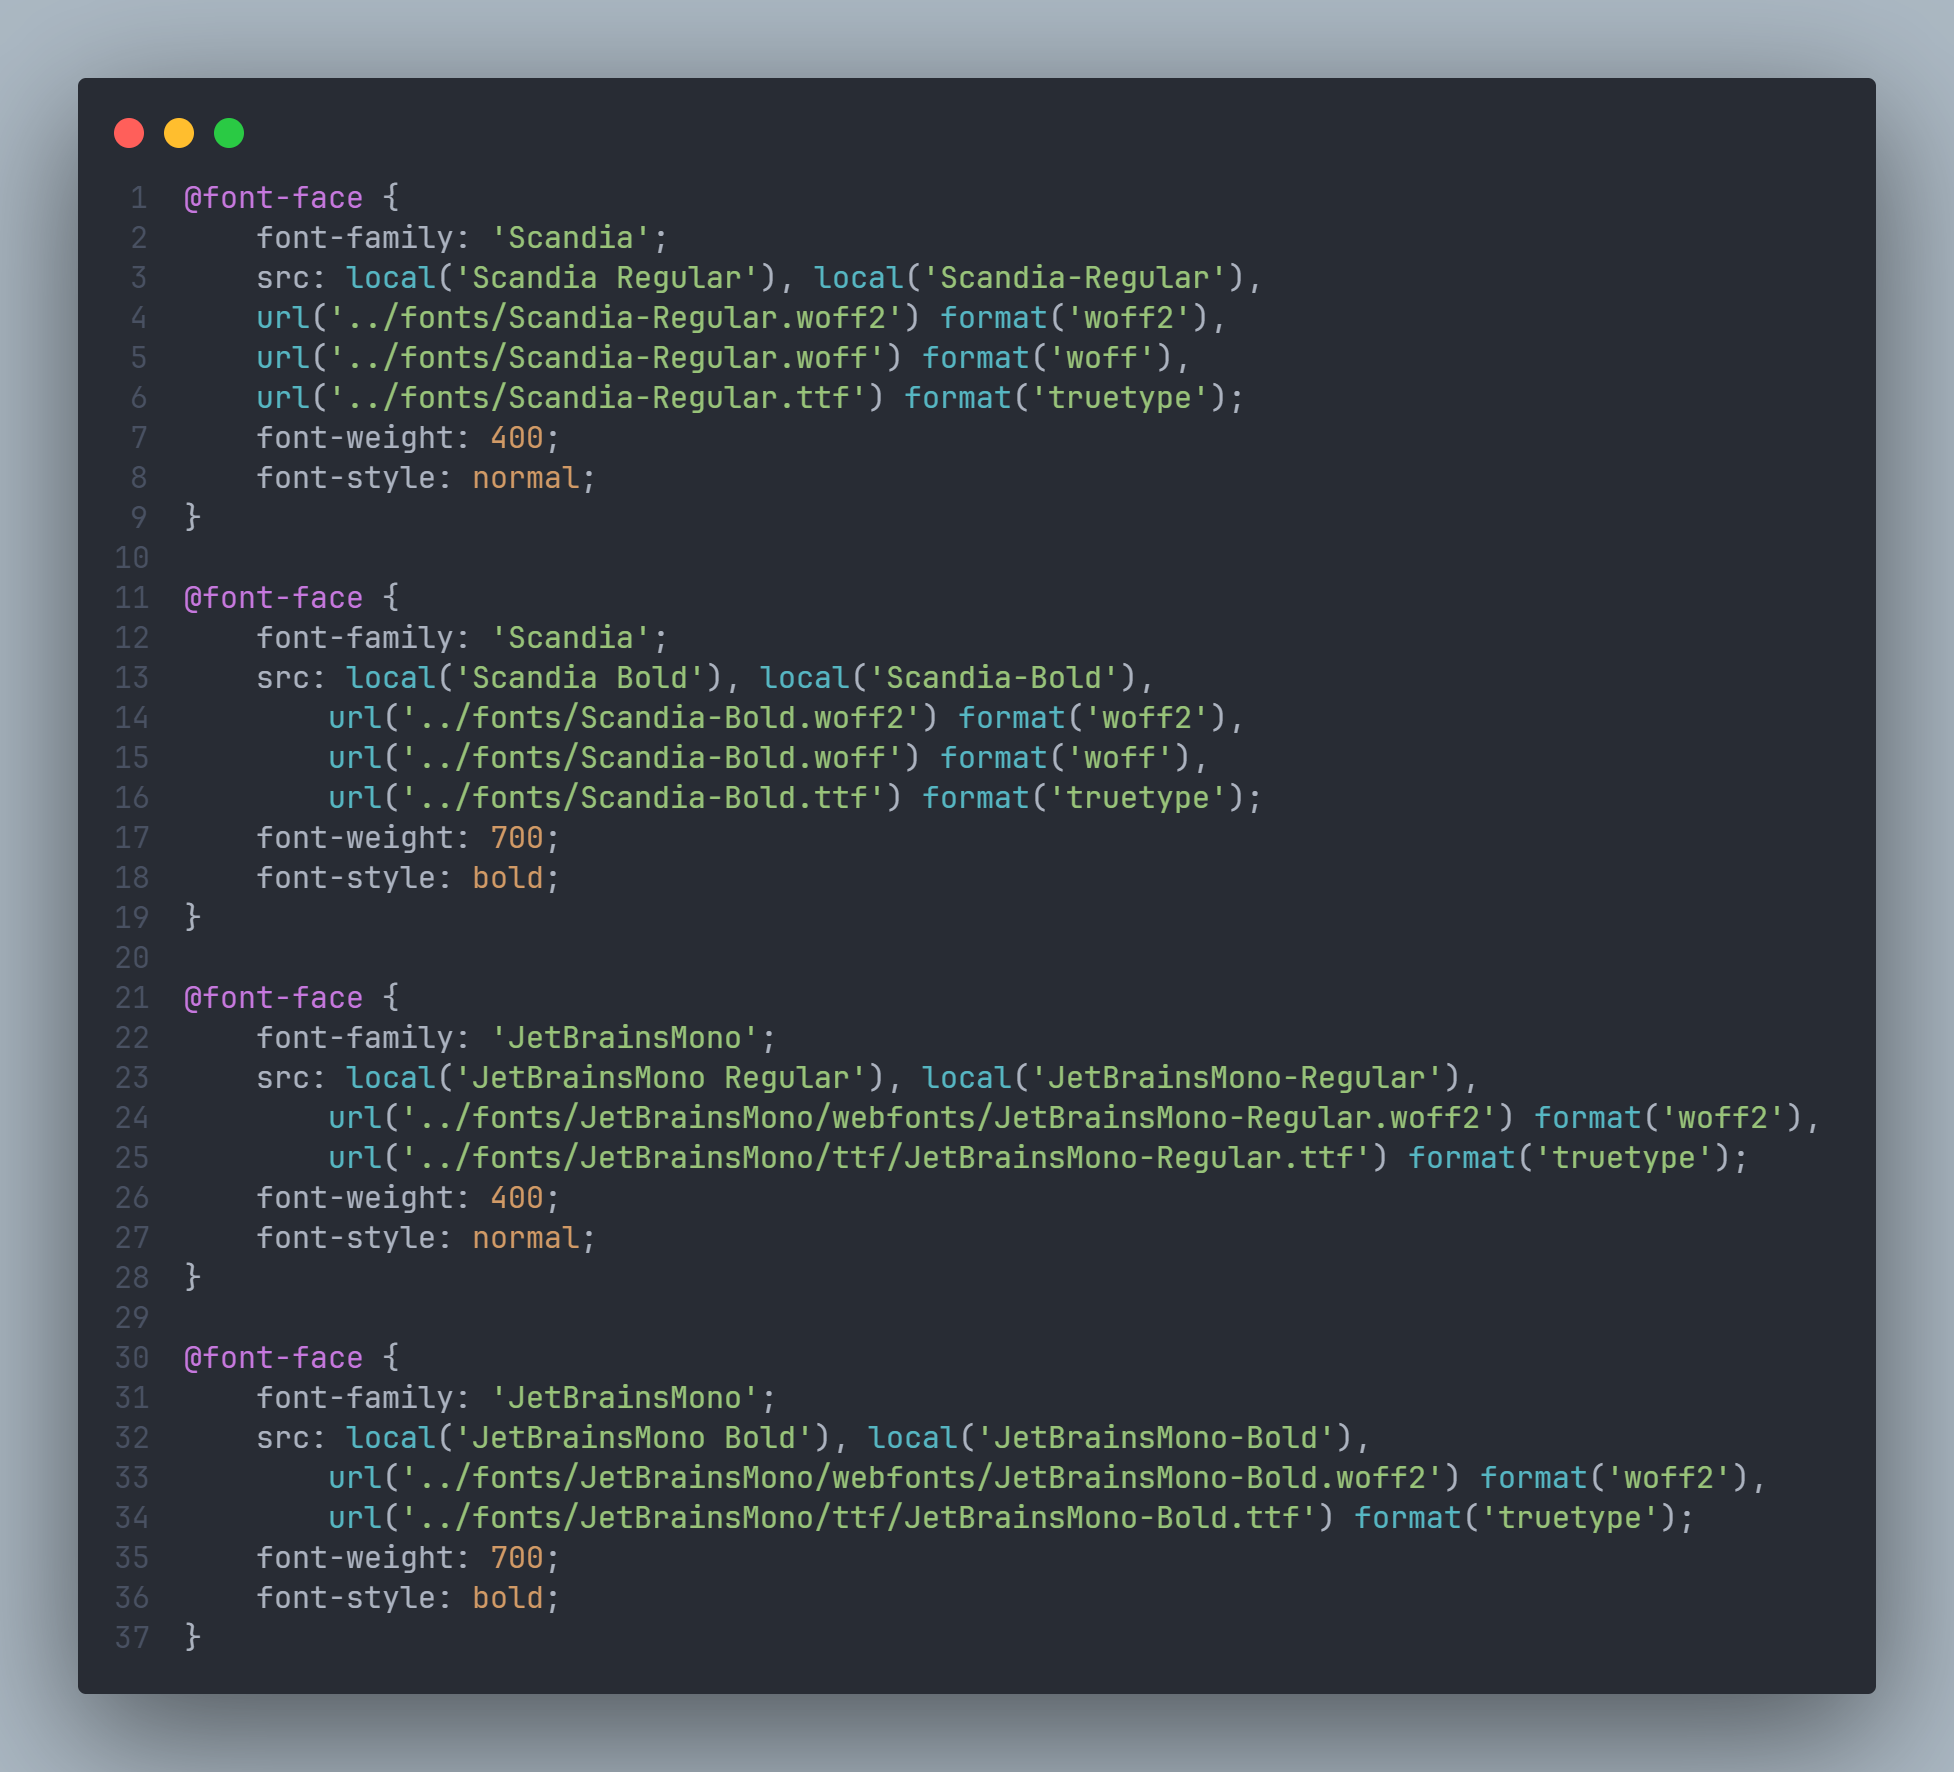 1 @font-face {
2 font-family: 'Scandia';
3 src: local('Scandia Regular'), local('Scandia-Regular'),
4 url('../fonts/Scandia-Regular.woff2') format('woff2'),
5 url('../fonts/Scandia-Regular.woff') format('woff'),
6 url('../fonts/Scandia-Regular.ttf') format('truetype');
7 font-weight: 400;
8 font-style: normal;
9 }
10
11 @font-face {
12 font-family: 'Scandia';
13 src: local('Scandia Bold'), local('Scandia-Bold'),
14 url('../fonts/Scandia-Bold.woff2') format('woff2'),
15 url('../fonts/Scandia-Bold.woff') format('woff'),
16 url('../fonts/Scandia-Bold.ttf') format('truetype');
17 font-weight: 700;
18 font-style: bold;
19 }
20
21 @font-face {
22 font-family: 'JetBrainsMono';
23 src: local('JetBrainsMono Regular'), local('JetBrainsMono-Regular'),
24 url('../fonts/JetBrainsMono/webfonts/JetBrainsMono-Regular.woff2') format('woff2'),
25 url('../fonts/JetBrainsMono/ttf/JetBrainsMono-Regular.ttf') format('truetype');
26 font-weight: 400;
27 font-style: normal;
28 }
29
30 @font-face {
31 font-family: 'JetBrainsMono';
32 src: local('JetBrainsMono Bold'), local('JetBrainsMono-Bold'),
33 url('../fonts/JetBrainsMono/webfonts/JetBrainsMono-Bold.woff2') format('woff2'),
34 url('../fonts/JetBrainsMono/ttf/JetBrainsMono-Bold.ttf') format('truetype');
35 font-weight: 700;
36 font-style: bold;
37 }